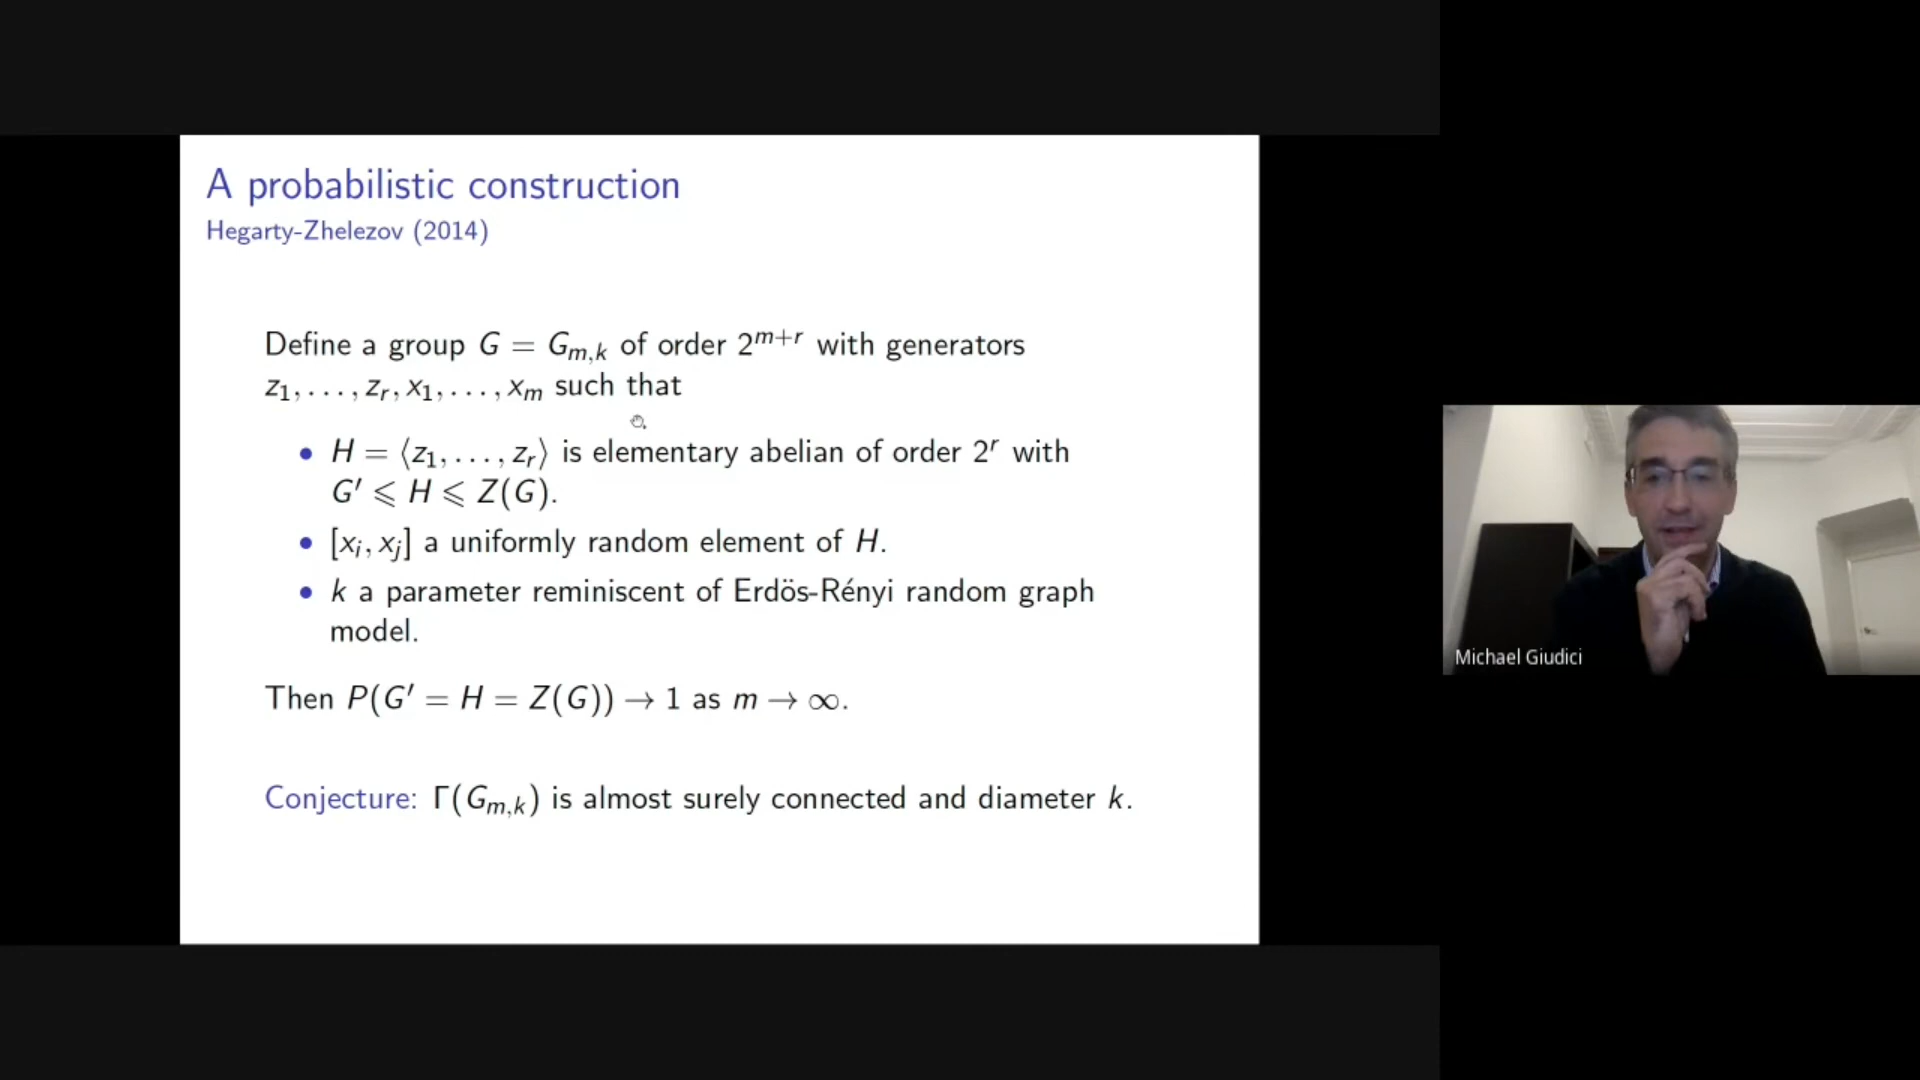 A probabilistic construction
Hegarty-Zhelezov (2014)
Define a group G = G_{m,k} of order 2^{m+r} with generators
z_1, . . . , z_r, x_1, . . . , x_m such that
• H = ⟨z_1, . . . , z_r⟩ is elementary abelian of order 2^r with
G′ ⩽ H ⩽ Z(G).
• [x_i, x_j] a uniformly random element of H.
• k a parameter reminiscent of Erdös-Rényi random graph
model.
Then P(G′ = H = Z(G)) → 1 as m → ∞.
Conjecture: Γ(G_{m,k}) is almost surely connected and diameter k.
Michael Giudici